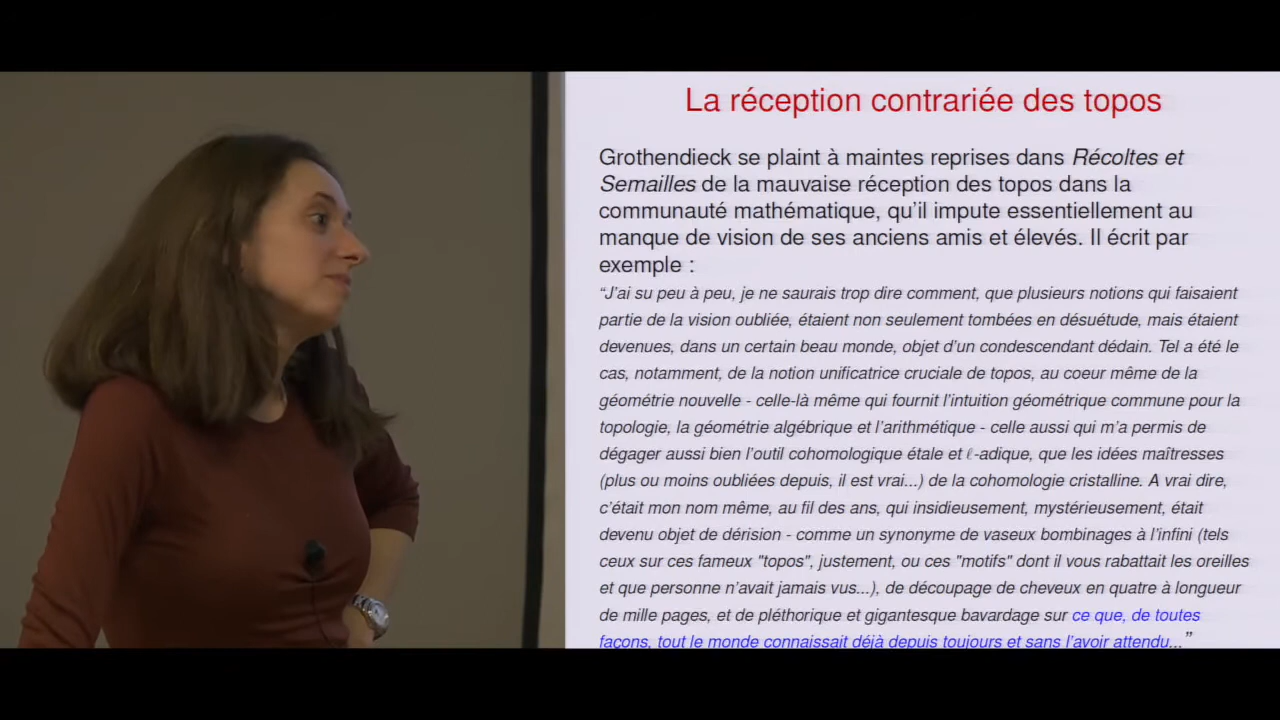 La réception contrariée des topos
Grothendieck se plaint à maintes reprises dans Récoltes et
Semailles de la mauvaise réception des topos dans la
communauté mathématique, qu'il impute essentiellement au
manque de vision de ses anciens amis et élevés. Il écrit par
exemple :
“J'ai su peu à peu, je ne saurais trop dire comment, que plusieurs notions qui faisaient
partie de la vision oubliée, étaient non seulement tombées en désuétude, mais étaient
devenues, dans un certain beau monde, objet d'un condescendant dédain. Tel a été le
cas, notamment, de la notion unificatrice cruciale de topos, au coeur même de la
géométrie nouvelle - celle-là même qui fournit l'intuition géométrique commune pour la
topologie, la géométrie algébrique et l'arithmétique - celle aussi qui m'a permis de
dégager aussi bien l'outil cohomologique étale et ℓ-adique, que les idées maîtresses
(plus ou moins oubliées depuis, il est vrai...) de la cohomologie cristalline. A vrai dire,
c'était mon nom même, au fil des ans, qui insidieusement, mystérieusement, était
devenu objet de dérision - comme un synonyme de vaseux bombinages à l'infini (tels
ceux sur ces fameux "topos", justement, ou ces "motifs" dont il vous rabattait les oreilles
et que personne n'avait jamais vus...), de découpage de cheveux en quatre à longueur
de mille pages, et de pléthorique et gigantesque bavardage sur ce que, de toutes
façons, tout le monde connaissait déjà depuis toujours et sans l'avoir attendu...”